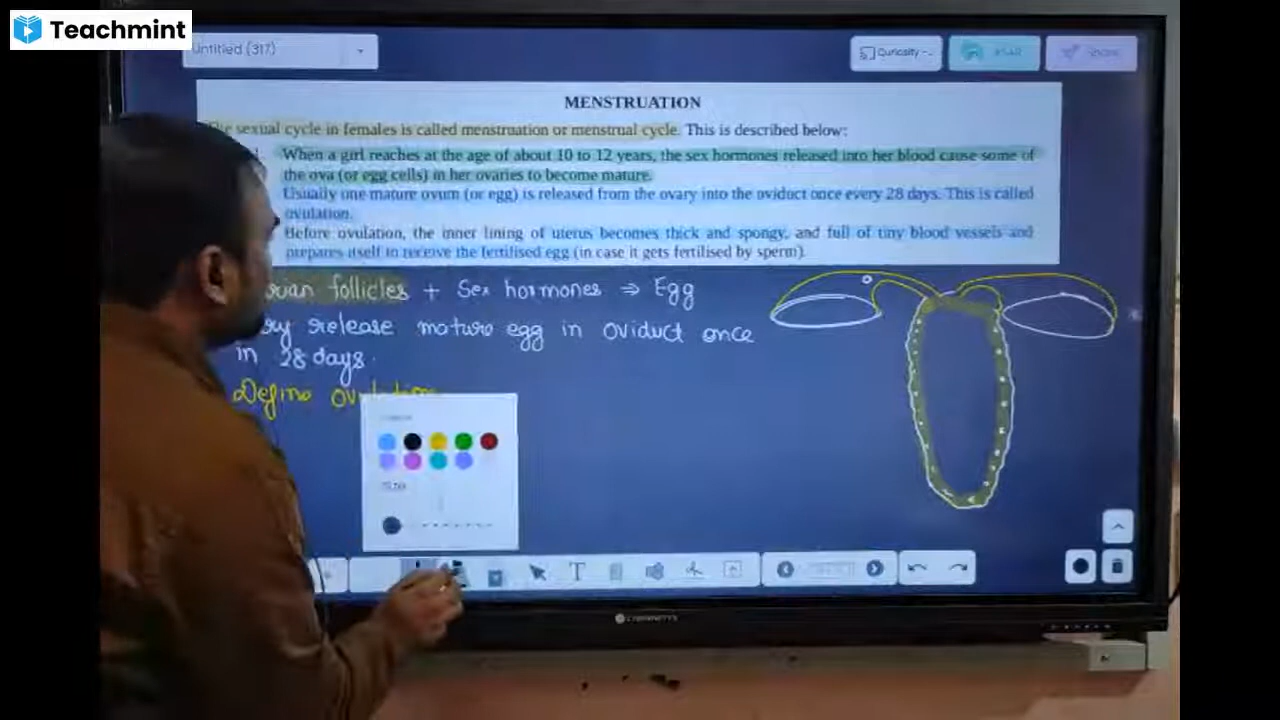 Teachmint
Untitled (317)
MENSTRUATION
sexual cycle in females is called menstruation or menstrual cycle. This is described below:
When a girl reaches at the age of about 10 to 12 years, the sex hormones released into her blood cause some of
the ova (or egg cells) in her ovaries to become mature.
Usually one mature ovum (or egg) is released from the ovary into the oviduct once every 28 days. This is called
ovulation.
Before ovulation, the inner lining of uterus becomes thick and spongy, and full of tiny blood vessels and
prepares itself to receive the fertilised egg (in case it gets fertilised by sperm).
follicles + Sex hormones ⇒ Egg
release mature egg in oviduct once
in 28 days.
Define
T